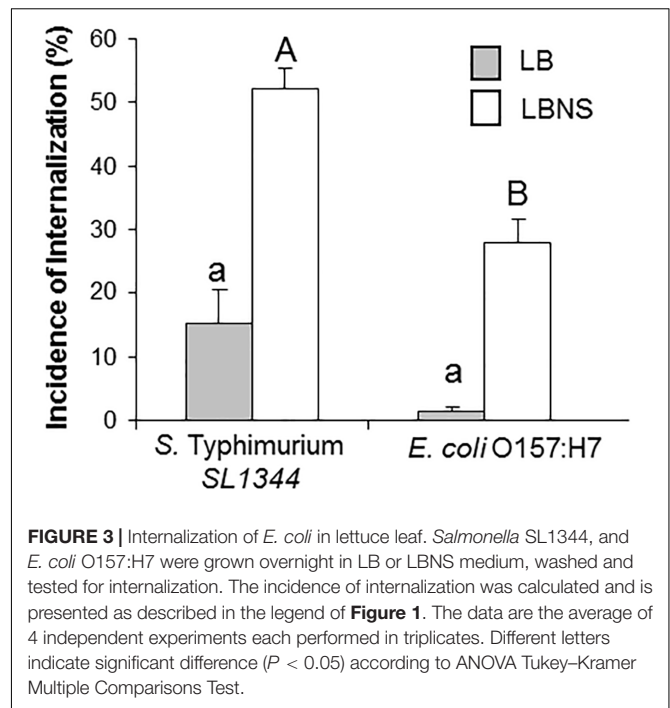 Incidence of Internalization (%)
60
50
40
30
20
10
0
A
a
B
a
LB
LBNS
S. Typhimurium
SL1344
E. coli O157:H7
FIGURE 3 | Internalization of E. coli in lettuce leaf. Salmonella SL1344, and
E. coli O157:H7 were grown overnight in LB or LBNS medium, washed and
tested for internalization. The incidence of internalization was calculated and is
presented as described in the legend of Figure 1. The data are the average of
4 independent experiments each performed in triplicates. Different letters
indicate significant difference (P < 0.05) according to ANOVA Tukey–Kramer
Multiple Comparisons Test.